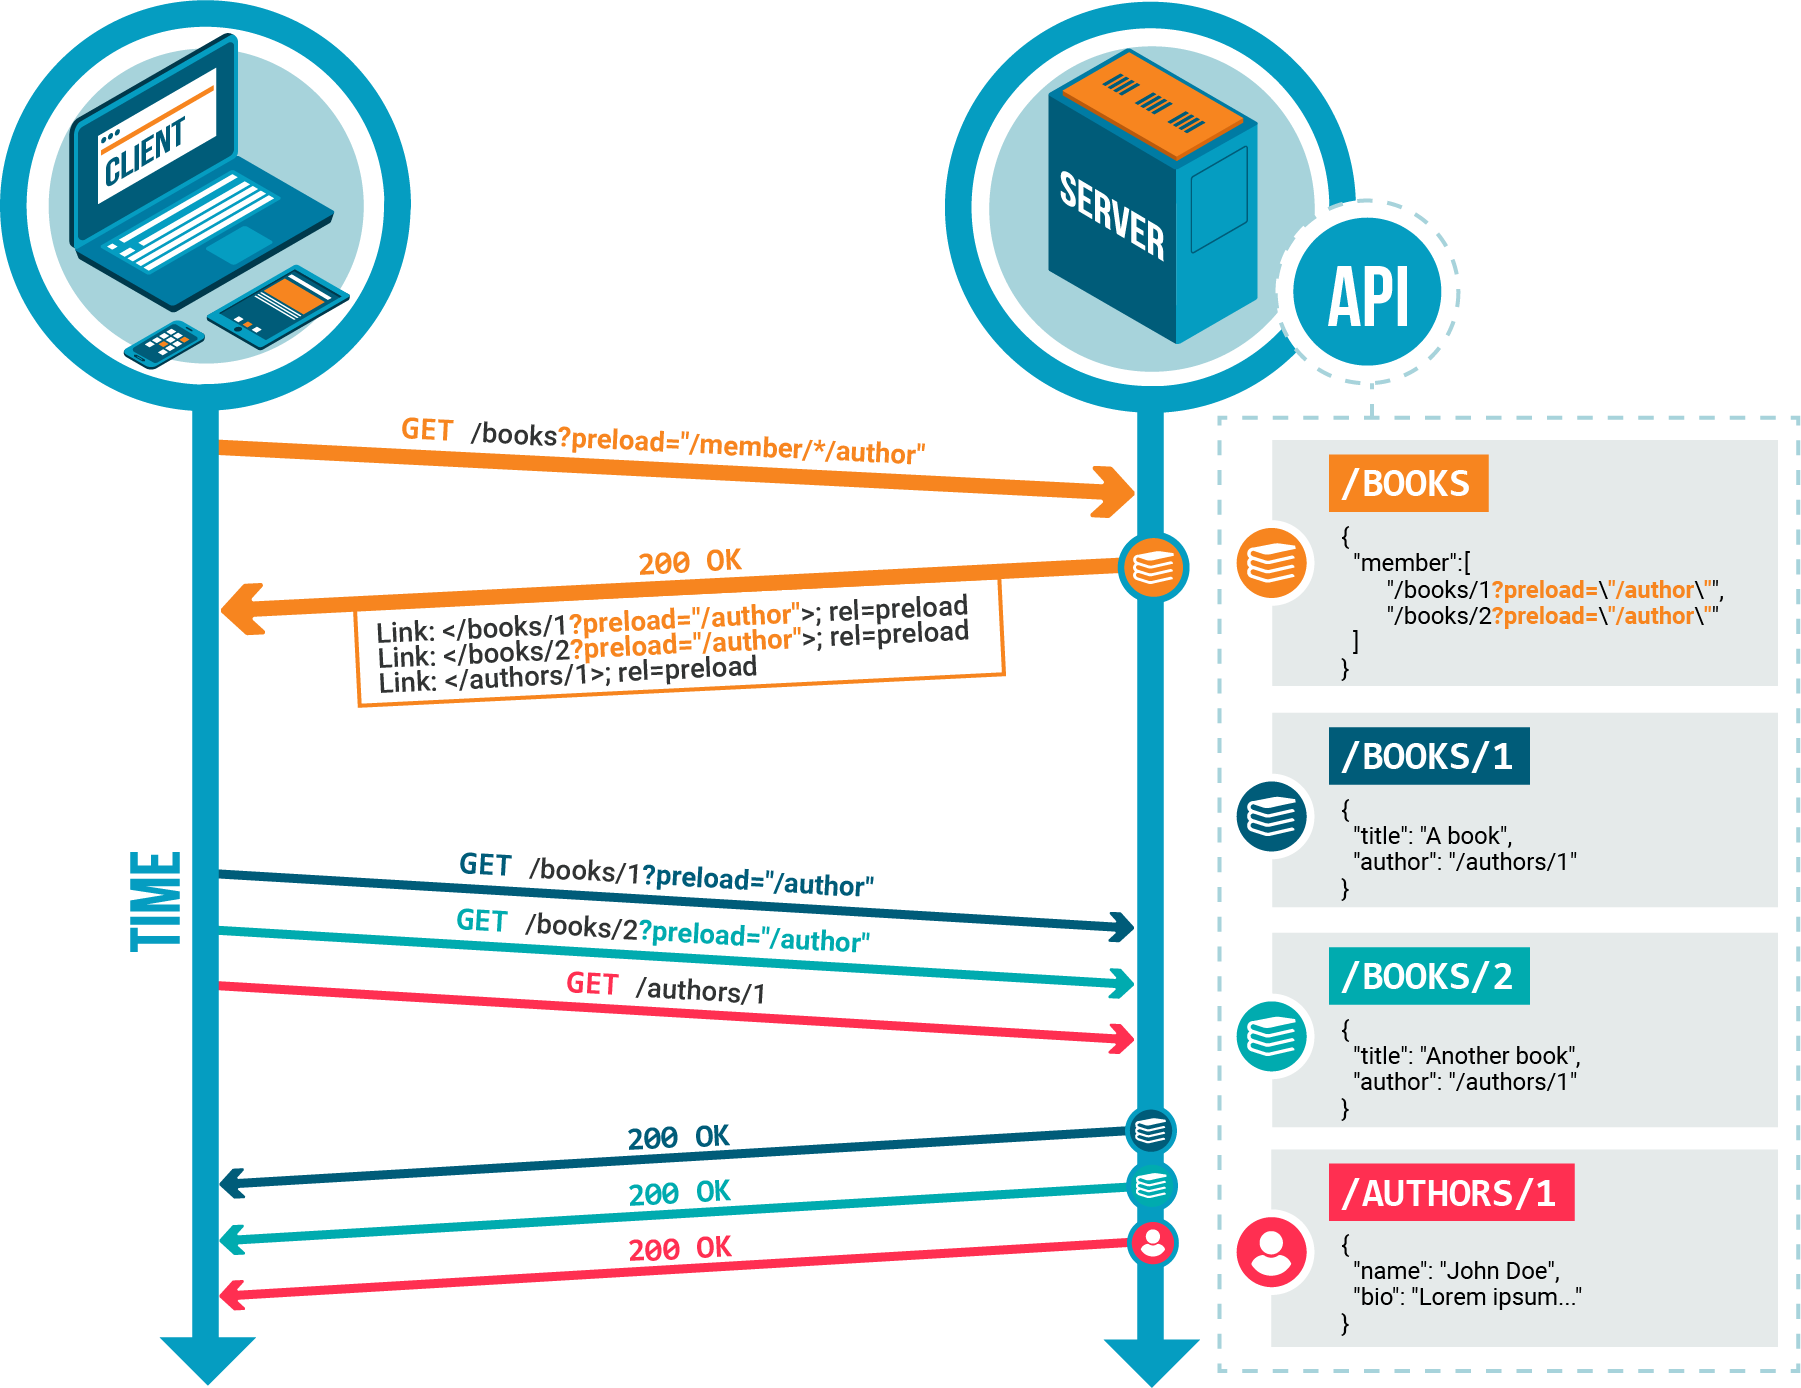 CLIENT
SERVER
API
GET /books?preload="/member/*/author"
200 OK
Link: </books/1?preload="/author">; rel=preload
Link: </books/2?preload="/author">; rel=preload
Link: </authors/1>; rel=preload
TIME
GET /books/1?preload="/author"
GET /books/2?preload="/author"
GET /authors/1
200 OK
200 OK
200 OK
/BOOKS
{
"member":[
"/books/1?preload=\"/author\"",
"/books/2?preload=\"/author\""
]
}
/BOOKS/1
{
"title": "A book",
"author": "/authors/1"
}
/BOOKS/2
{
"title": "Another book",
"author": "/authors/1"
}
/AUTHORS/1
{
"name": "John Doe",
"bio": "Lorem ipsum..."
}